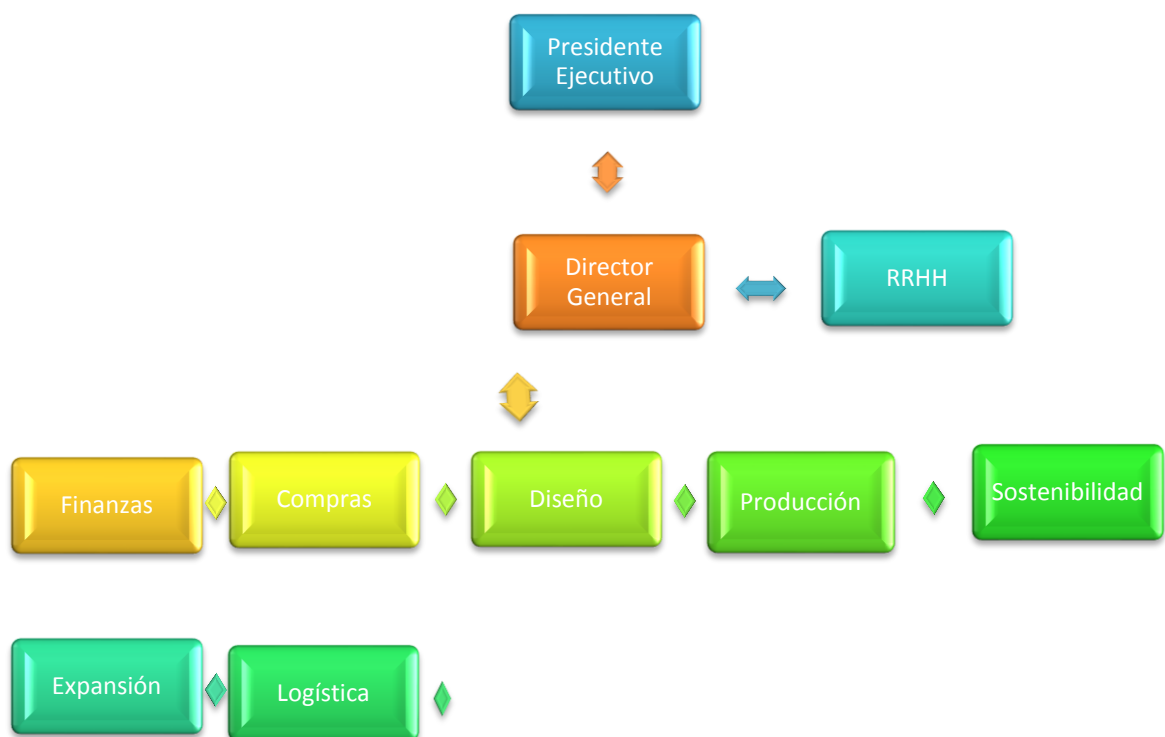 Presidente
Ejecutivo
Director
General
RRHH
Finanzas
Compras
Diseño
Producción
Sostenibilidad
Expansión
Logística